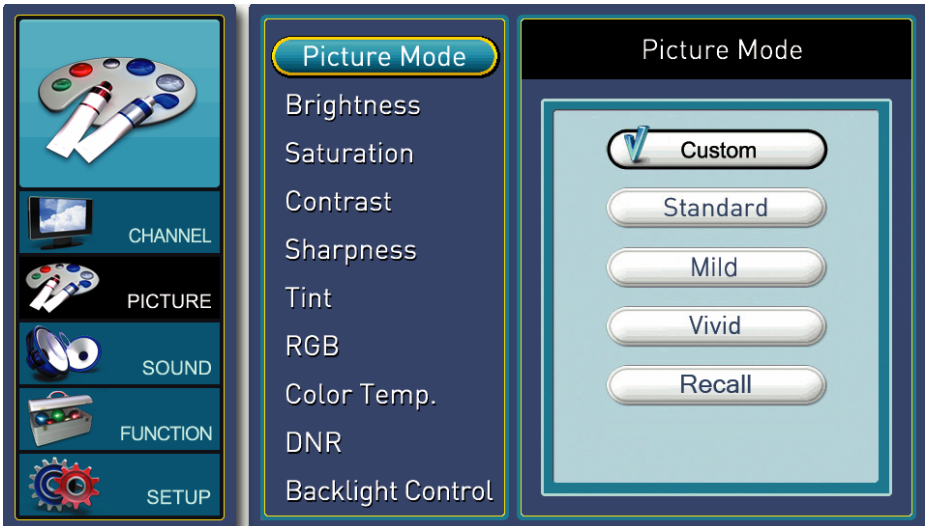 CHANNEL
PICTURE
SOUND
FUNCTION
SETUP
Picture Mode
Brightness
Saturation
Contrast
Sharpness
Tint
RGB
Color Temp.
DNR
Backlight Control
Picture Mode
Custom
Standard
Mild
Vivid
Recall